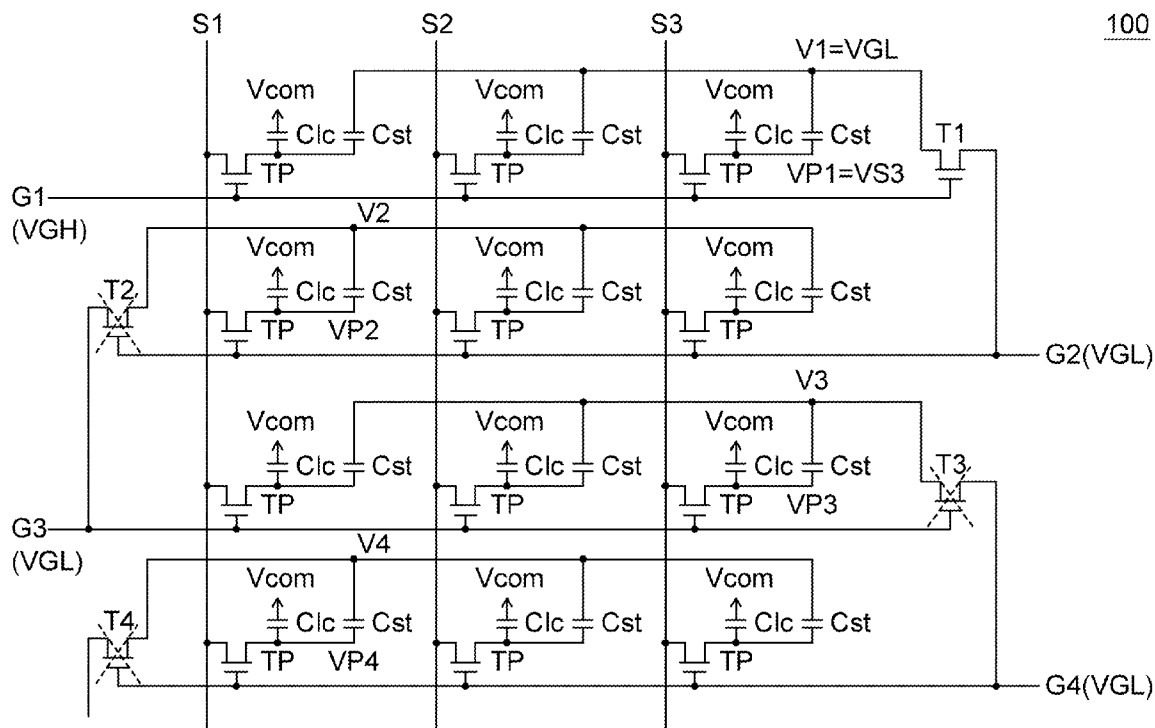 S1 S2 S3 100
V1=VGL
Vcom Vcom Vcom
Clc Cst Clc Cst Clc Cst T1
TP TP TP VP1=VS3
G1
(VGH)
V2
Vcom Vcom Vcom
T2 Clc Cst Clc Cst Clc Cst
TP VP2 TP TP
G2(VGL)
V3
Vcom Vcom Vcom
Clc Cst Clc Cst Clc Cst T3
TP TP TP VP3
G3
(VGL)
V4
Vcom Vcom Vcom
T4 Clc Cst Clc Cst Clc Cst
TP VP4 TP TP
G4(VGL)